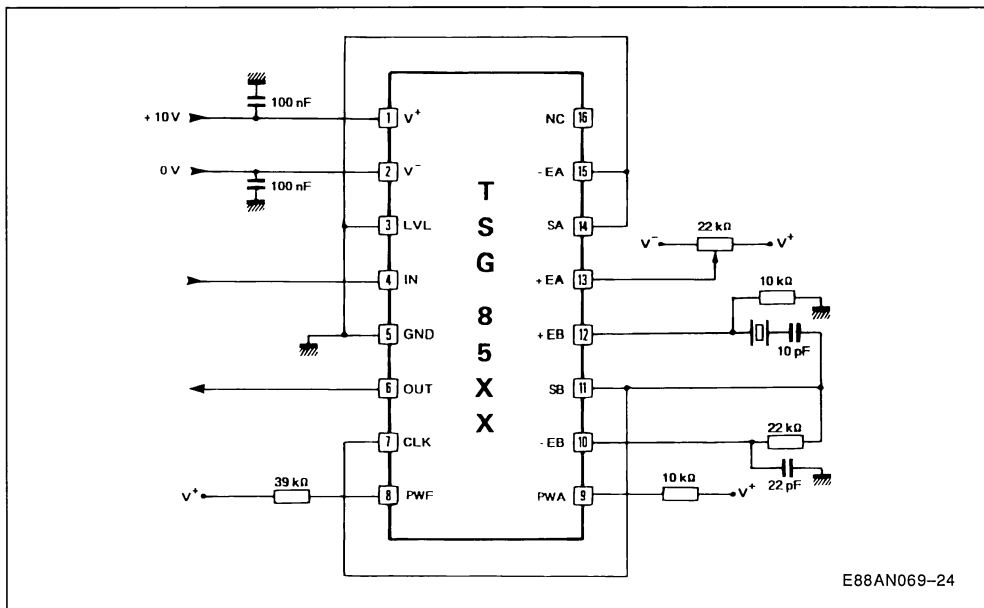 100 nF
+ 10 V
1 V+
NC 16
0 V
2 V−
- EA 15
100 nF
3 LVL
SA 14
22 kΩ
V− V+
4 IN
+ EA 13
10 kΩ
5 GND
+ EB 12
10 pF
6 OUT
SB 11
7 CLK
- EB 10
22 kΩ
22 pF
39 kΩ
V+
8 PWF
PWA 9
10 kΩ
V+
T
S
G
8
5
X
X
E88AN069–24